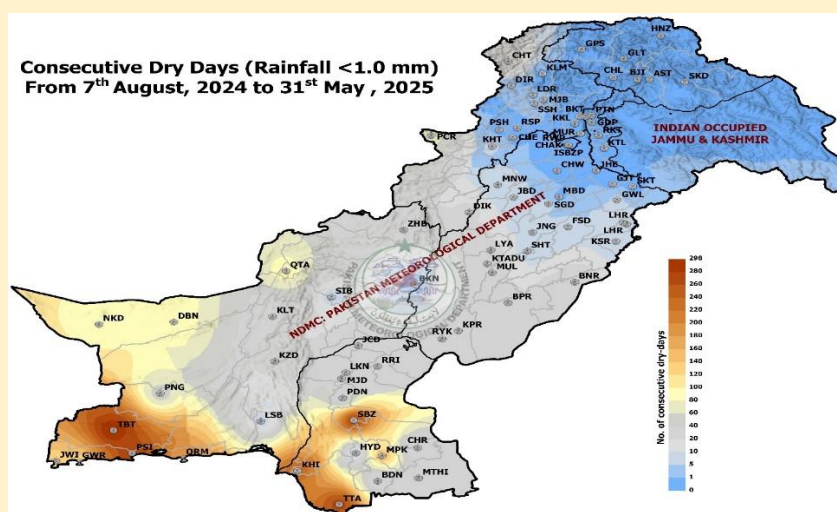 Consecutive Dry Days (Rainfall <1.0 mm)
From 7th August, 2024 to 31st May , 2025
HNZ
GPS
GLT
CHT
KLM
CHL
BJI
AST
SKD
DIR
LDR
MJB
SSH
BKT
PTN
KKL
GDP
PSH
RSP
MUR
RKT
INDIAN OCCUPIED
JAMMU & KASHMIR
PCR
KHT
CHAK
KTL
ISBZP
CHW
JHE
MNW
GJT
SKT
JBD
MBD
GWL
DIK
SGD
ZHB
JNG
FSD
LHR
LHR
LYA
SHT
KSR
QTA
KTADU
MUL
BKN
BNR
SIB
NKD
DBN
KLT
BPR
RYK
KPR
JCD
KZD
RRI
LKN
MJD
PNG
PDN
LSB
SBZ
TBT
HYD
MPK
CHR
JWI
GWR
PSI
ORM
KHI
BDN
MTHI
TTA
NDMC: PAKISTAN METEOROLOGICAL DEPARTMENT
No. of consecutive dry-days
298
280
260
240
220
200
180
160
140
120
100
80
60
40
20
10
5
1
0